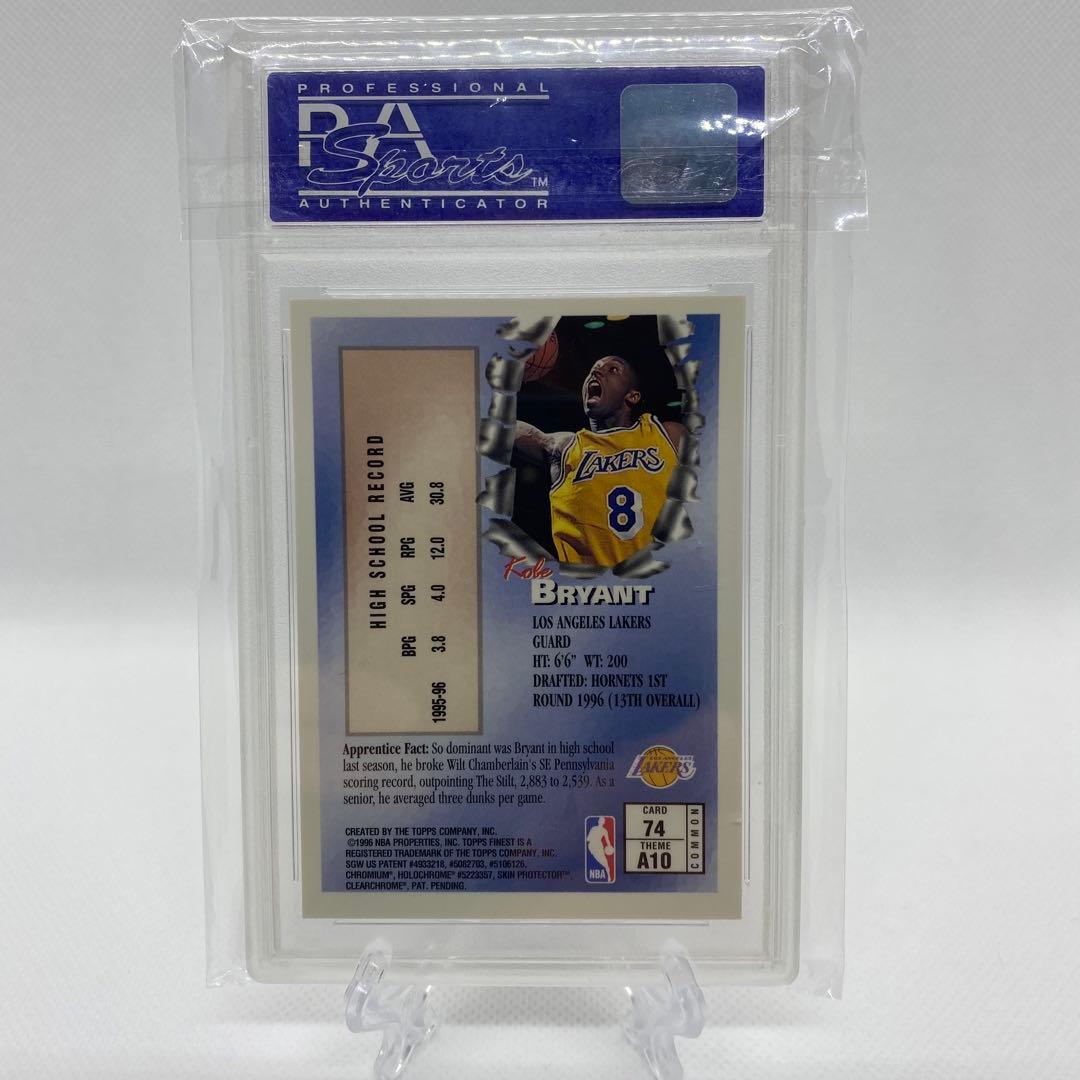 PROFESSIONAL
PSA
Sports™
AUTHENTICATOR
LAKERS
8
Kobe
BRYANT
LOS ANGELES LAKERS
GUARD
HT: 6'6" WT: 200
DRAFTED: HORNETS 1ST
ROUND 1996 (13TH OVERALL)
HIGH SCHOOL RECORD
BPG SPG RPG AVG
1995-96 3.8 4.0 12.0 30.8
Apprentice Fact: So dominant was Bryant in high school
last season, he broke Wilt Chamberlain's SE Pennsylvania
scoring record, outpointing The Stilt, 2,883 to 2,539. As a
senior, he averaged three dunks per game.
LOS ANGELES
LAKERS
CREATED BY THE TOPPS COMPANY, INC.
©1996 NBA PROPERTIES, INC. TOPPS FINEST IS A
REGISTERED TRADEMARK OF THE TOPPS COMPANY, INC.
SGW US PATENT #4933218, #5082703, #5106126,
CHROMIUM®, HOLOCHROME® #5223357, SKIN PROTECTOR™,
CLEARCHROME®, PAT. PENDING.
NBA
CARD
74
THEME
A10
COMMON